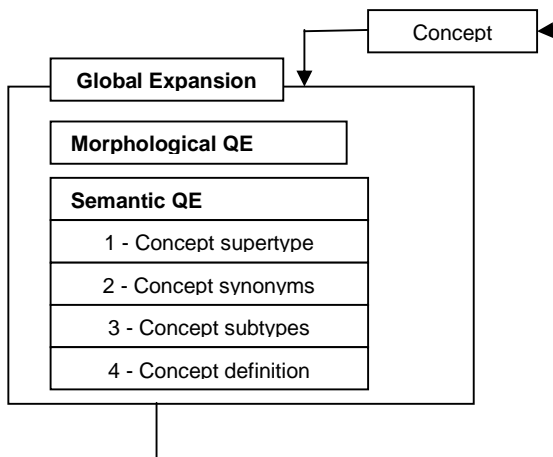 Concept
Global Expansion
Morphological QE
Semantic QE
1 - Concept supertype
2 - Concept synonyms
3 - Concept subtypes
4 - Concept definition